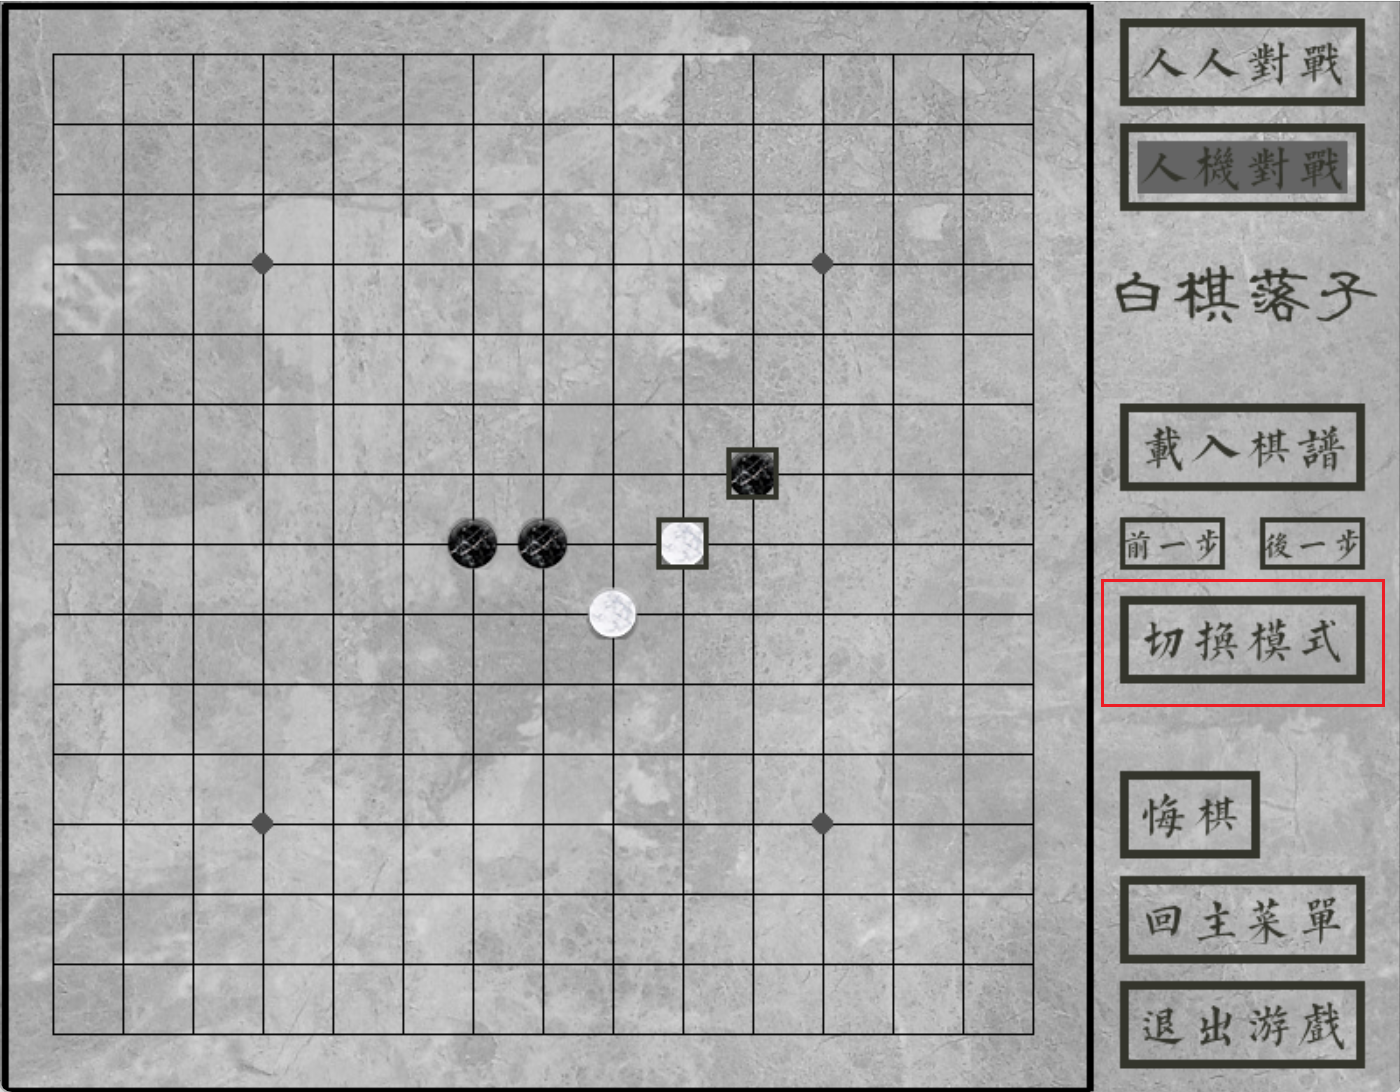 人人對戰
人機對戰
白棋落子
載入棋譜
前一步
後一步
切換模式
悔棋
回主菜單
退出游戲